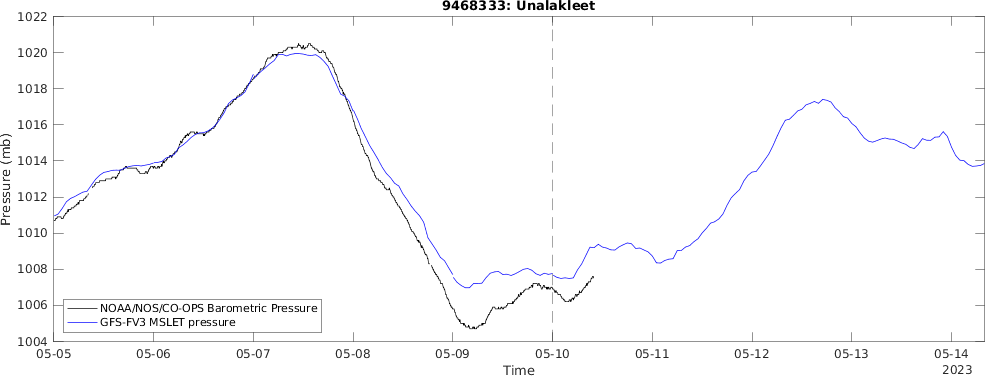 9468333: Unalakleet
1022
1020
1018
1016
1014
1012
1010
1008
1006
1004
Pressure (mb)
NOAA/NOS/CO-OPS Barometric Pressure
GFS-FV3 MSLET pressure
05-05 05-06 05-07 05-08 05-09 05-10 05-11 05-12 05-13 05-14
Time
2023